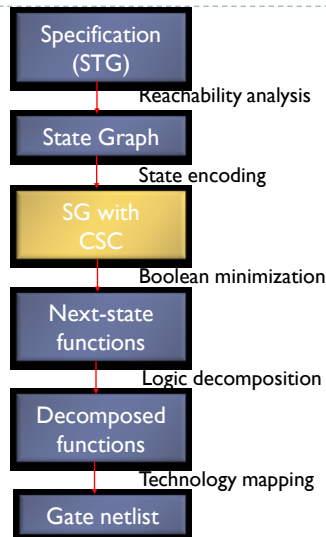 Specification
(STG)
Reachability analysis
State Graph
State encoding
SG with
CSC
Boolean minimization
Next-state
functions
Logic decomposition
Decomposed
functions
Technology mapping
Gate netlist